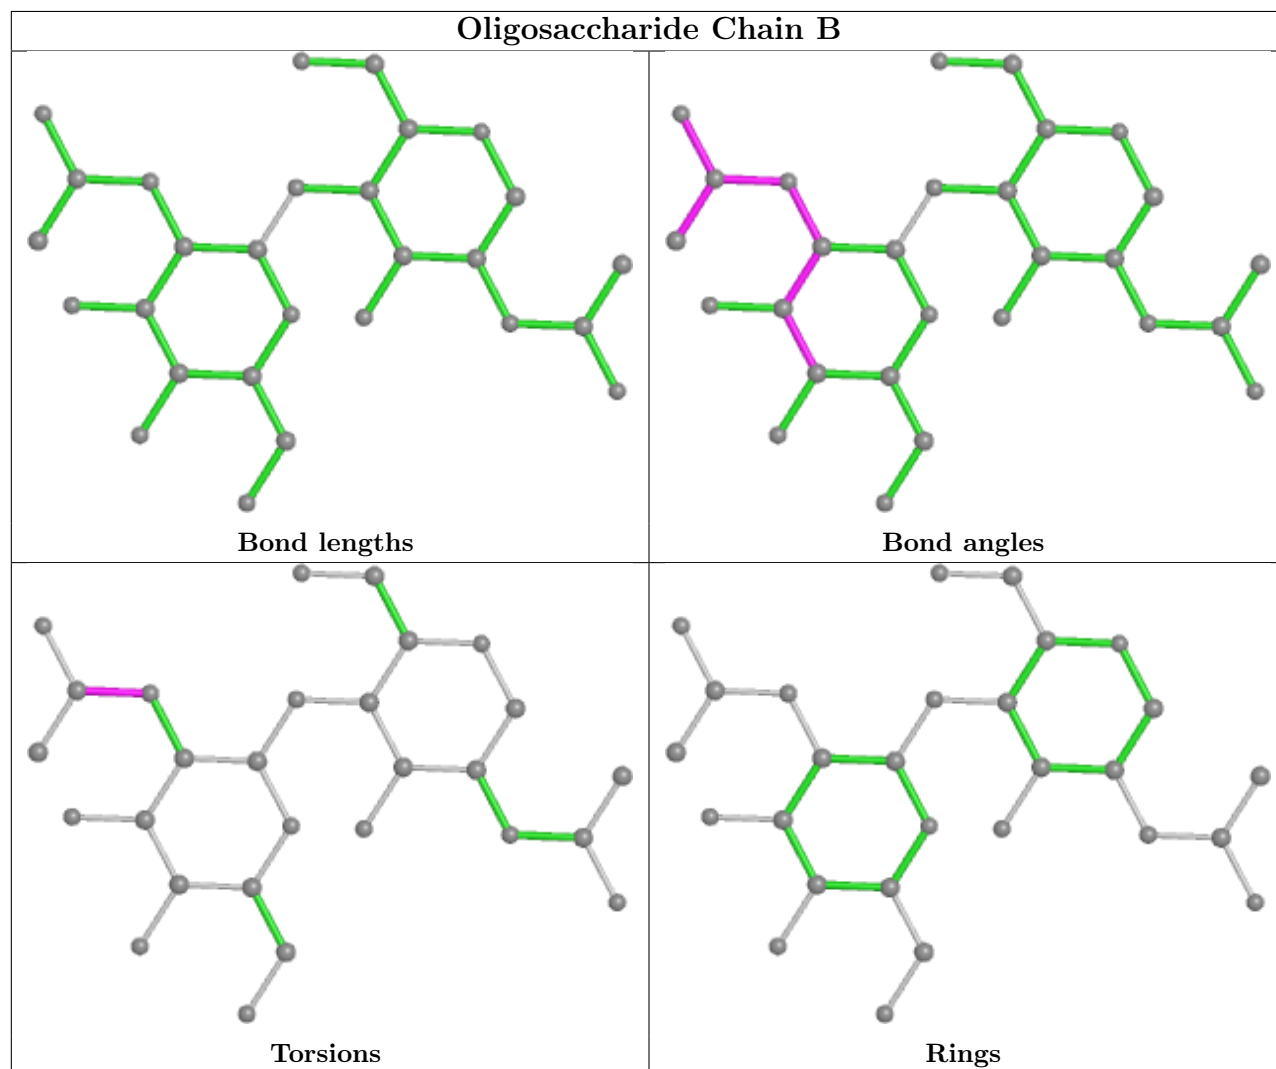 Oligosaccharide Chain B
Bond lengths
Bond angles
Torsions
Rings